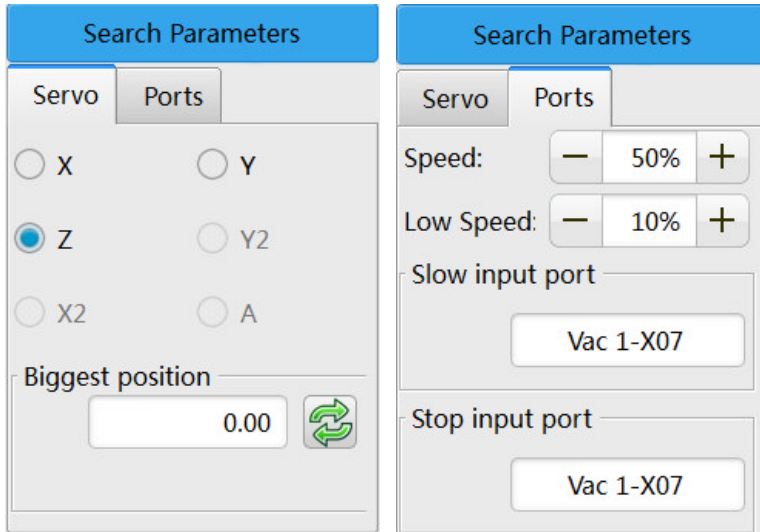 Search Parameters
Servo Ports
X Y
Z Y2
X2 A
Biggest position
0.00
Search Parameters
Servo Ports
Speed: − 50% +
Low Speed: − 10% +
Slow input port
Vac 1-X07
Stop input port
Vac 1-X07